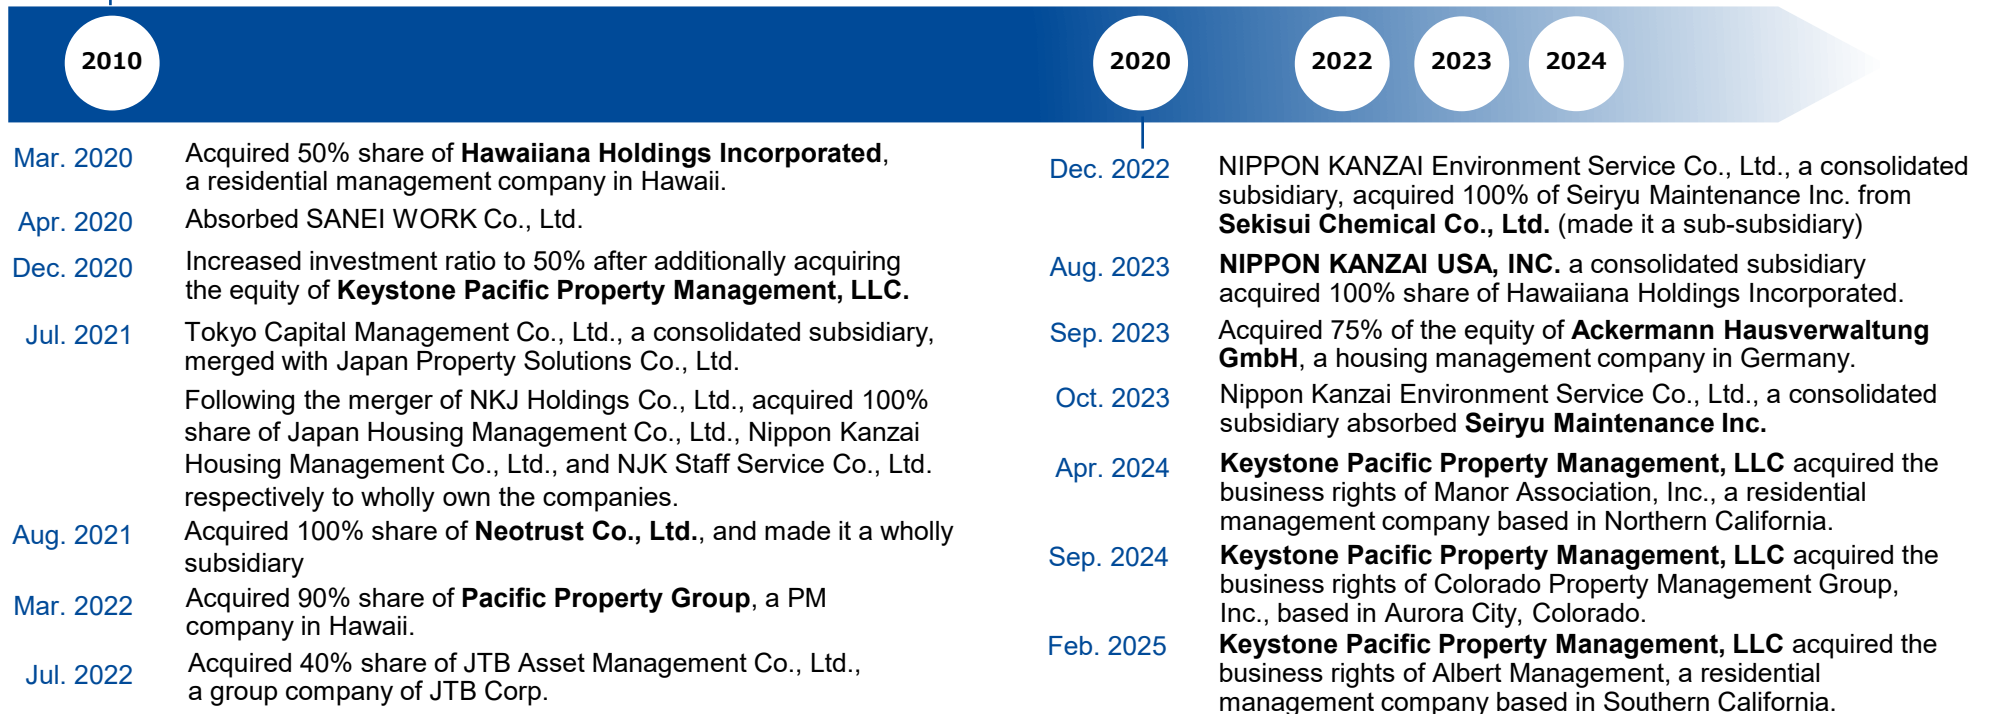 2010
2020
2022
2023
2024
Mar. 2020
Acquired 50% share of Hawaiiana Holdings Incorporated,
a residential management company in Hawaii.
Apr. 2020
Absorbed SANEI WORK Co., Ltd.
Dec. 2020
Increased investment ratio to 50% after additionally acquiring
the equity of Keystone Pacific Property Management, LLC.
Jul. 2021
Tokyo Capital Management Co., Ltd., a consolidated subsidiary,
merged with Japan Property Solutions Co., Ltd.
Following the merger of NKJ Holdings Co., Ltd., acquired 100%
share of Japan Housing Management Co., Ltd., Nippon Kanzai
Housing Management Co., Ltd., and NJK Staff Service Co., Ltd.
respectively to wholly own the companies.
Aug. 2021
Acquired 100% share of Neotrust Co., Ltd., and made it a wholly
subsidiary
Mar. 2022
Acquired 90% share of Pacific Property Group, a PM
company in Hawaii.
Jul. 2022
Acquired 40% share of JTB Asset Management Co., Ltd.,
a group company of JTB Corp.
Dec. 2022
NIPPON KANZAI Environment Service Co., Ltd., a consolidated
subsidiary, acquired 100% of Seiryu Maintenance Inc. from
Sekisui Chemical Co., Ltd. (made it a sub-subsidiary)
Aug. 2023
NIPPON KANZAI USA, INC. a consolidated subsidiary
acquired 100% share of Hawaiiana Holdings Incorporated.
Sep. 2023
Acquired 75% of the equity of Ackermann Hausverwaltung
GmbH, a housing management company in Germany.
Oct. 2023
Nippon Kanzai Environment Service Co., Ltd., a consolidated
subsidiary absorbed Seiryu Maintenance Inc.
Apr. 2024
Keystone Pacific Property Management, LLC acquired the
business rights of Manor Association, Inc., a residential
management company based in Northern California.
Sep. 2024
Keystone Pacific Property Management, LLC acquired the
business rights of Colorado Property Management Group,
Inc., based in Aurora City, Colorado.
Feb. 2025
Keystone Pacific Property Management, LLC acquired the
business rights of Albert Management, a residential
management company based in Southern California.